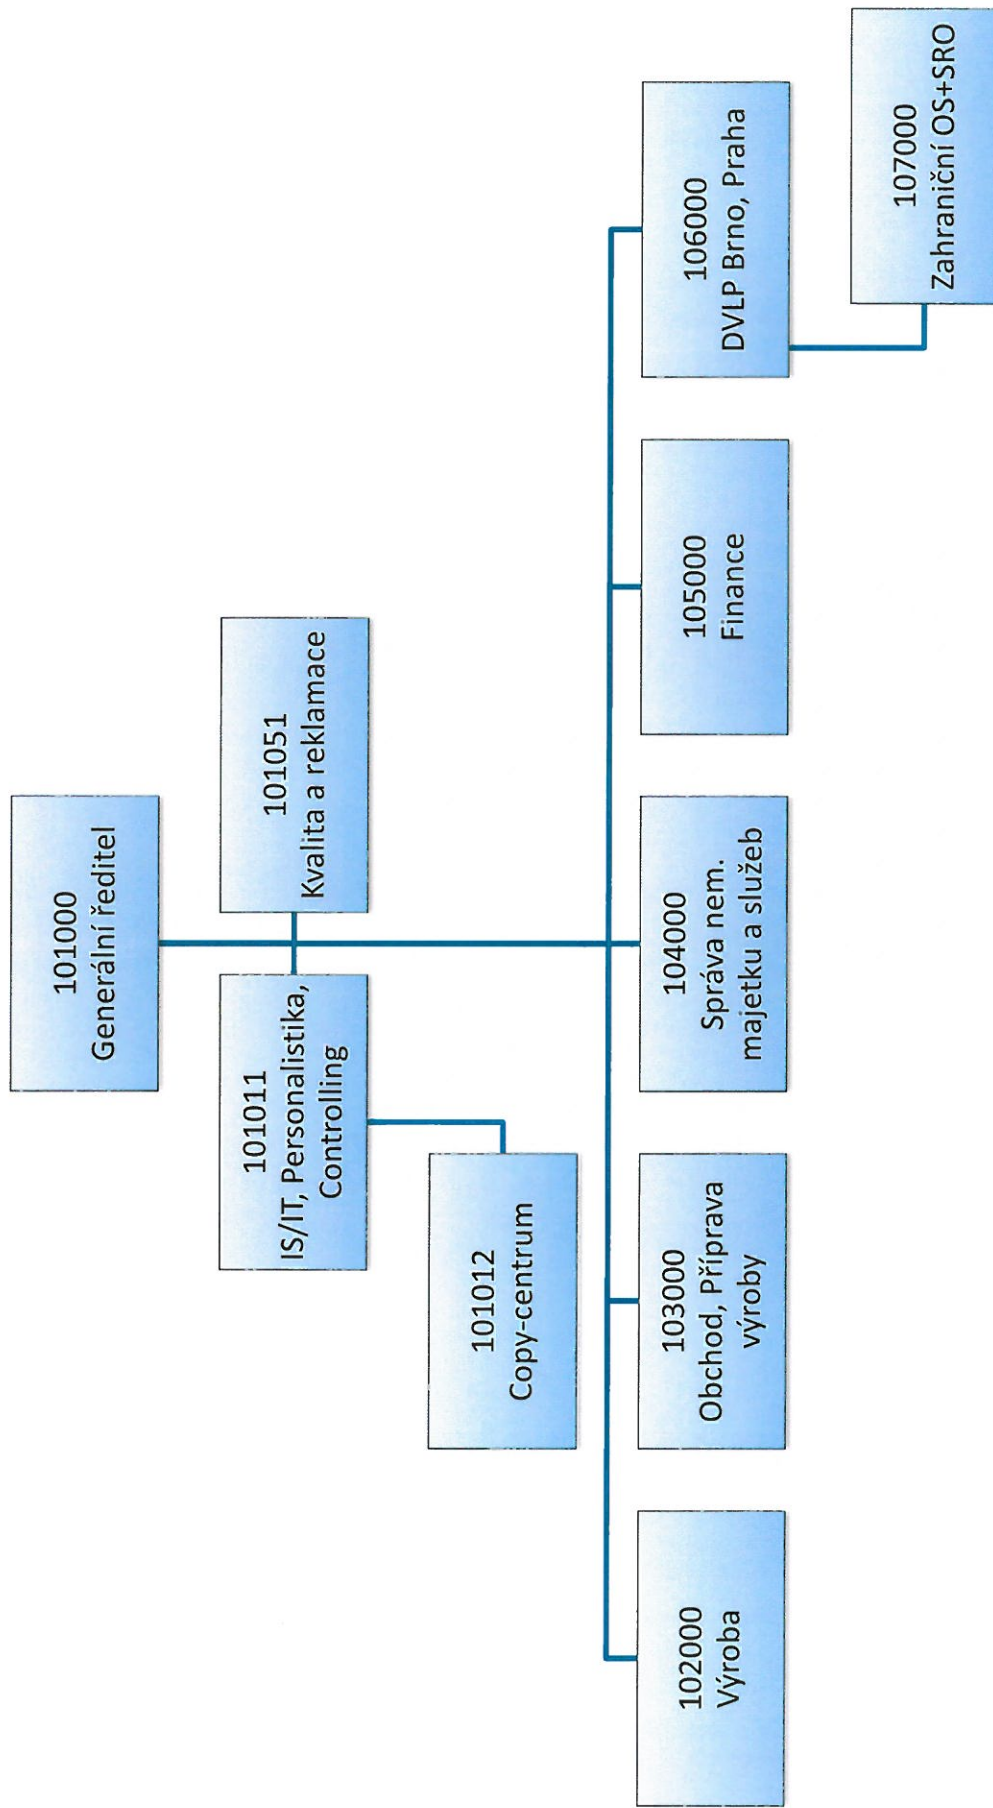 101000
Generální ředitel
101011
IS/IT, Personalistika,
Controlling
101051
Kvalita a reklamace
101012
Copy-centrum
102000
Výroba
103000
Obchod, Příprava
výroby
104000
Správa nem.
majetku a služeb
105000
Finance
106000
DVLP Brno, Praha
107000
Zahraniční OS+SRO